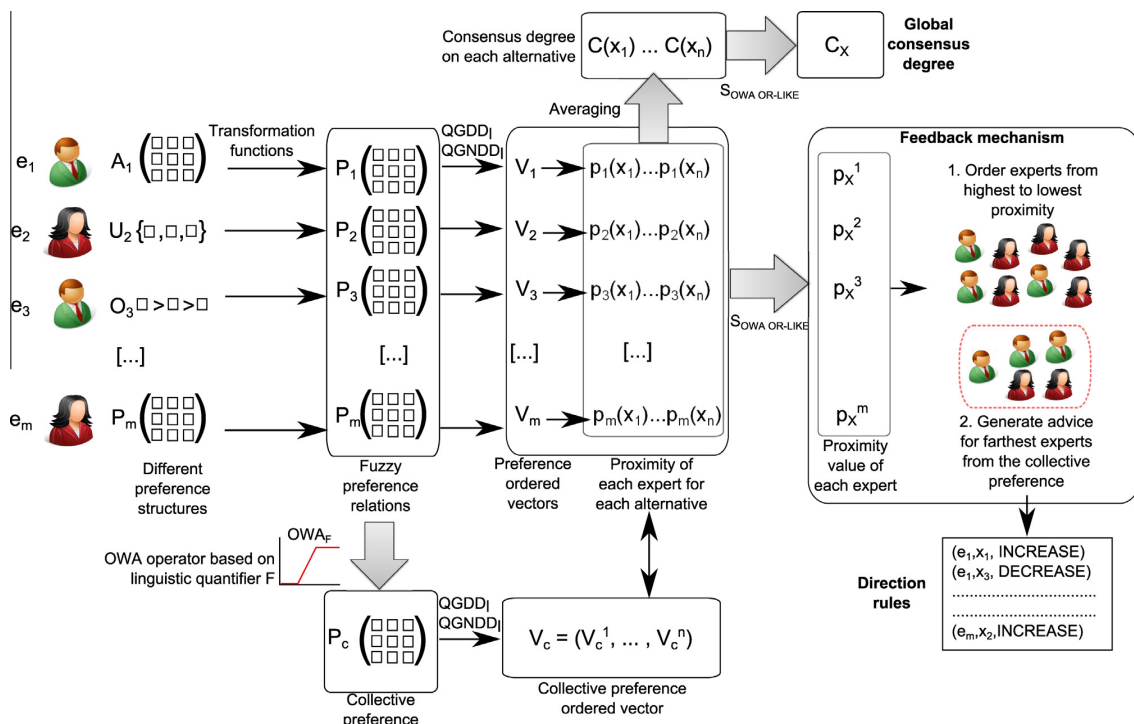 Consensus degree
on each alternative
C(x1) ... C(xn)
SOWA OR-LIKE
CX
Global
consensus
degree
Averaging
e1
A1
Transformation
functions
P1
QGDDI
QGNDDI
V1
p1(x1)...p1(xn)
e2
U2{□,□,□}
P2
V2
p2(x1)...p2(xn)
e3
O3□>□>□
P3
V3
p3(x1)...p3(xn)
[...]
[...]
[...]
[...]
em
Pm
Pm
Vm
pm(x1)...pm(xn)
Different
preference
structures
Fuzzy
preference
relations
Preference
ordered
vectors
Proximity of
each expert for
each alternative
SOWA OR-LIKE
Feedback mechanism
pX1
pX2
pX3
pXm
Proximity
value of
each expert
1. Order experts from
highest to lowest
proximity
2. Generate advice
for farthest experts
from the collective
preference
OWA operator based on
linguistic quantifier F
OWAF
Pc
QGDDI
QGNDDI
Vc = (Vc1, ... , Vcn)
Collective
preference
Collective preference
ordered vector
Direction
rules
(e1,x1, INCREASE)
(e1,x3, DECREASE)
..................................
..................................
(em,x2,INCREASE)